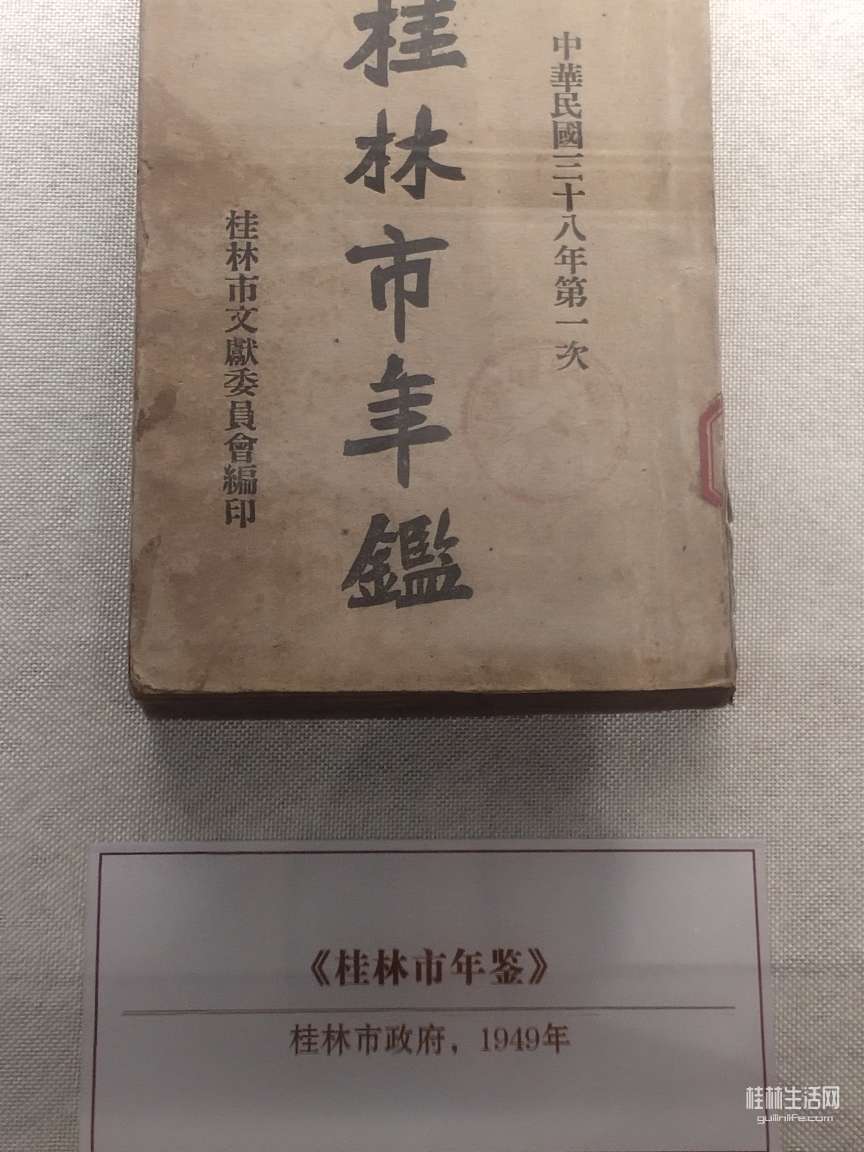 中華民國三十八年第一次
桂林市年鑑
桂林市文獻委員會編印
《桂林市年鉴》
桂林市政府，1949年
桂林生活网
guilinlife.com